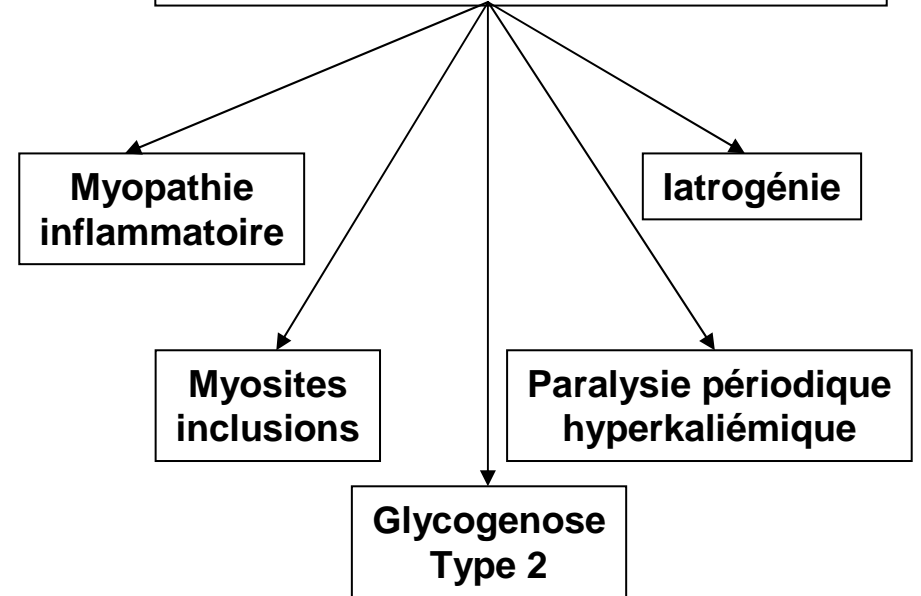 Myopathie
inflammatoire
Iatrogénie
Myosites
inclusions
Paralysie périodique
hyperkaliémique
Glycogenose
Type 2